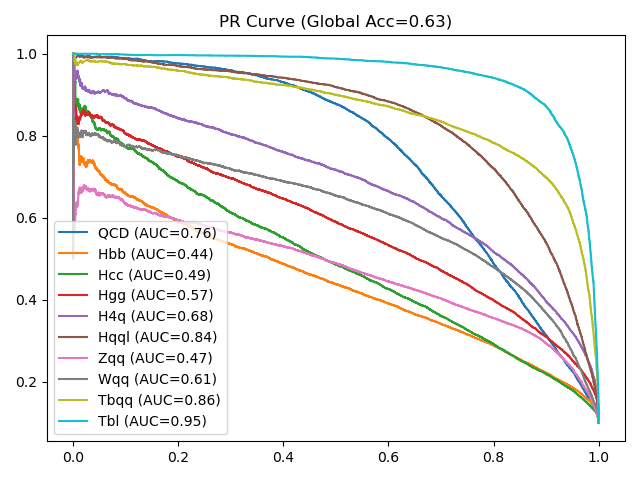 PR Curve (Global Acc=0.63)
1.0
0.8
0.6
0.4
0.2
QCD (AUC=0.76)
Hbb (AUC=0.44)
Hcc (AUC=0.49)
Hgg (AUC=0.57)
H4q (AUC=0.68)
Hqql (AUC=0.84)
Zqq (AUC=0.47)
Wqq (AUC=0.61)
Tbqq (AUC=0.86)
Tbl (AUC=0.95)
0.0 0.2 0.4 0.6 0.8 1.0